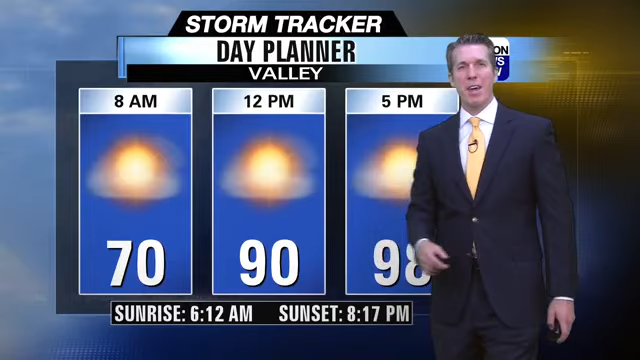 STORM TRACKER
DAY PLANNER
VALLEY
8 AM 12 PM 5 PM
70 90 98
SUNRISE: 6:12 AM SUNSET: 8:17 PM